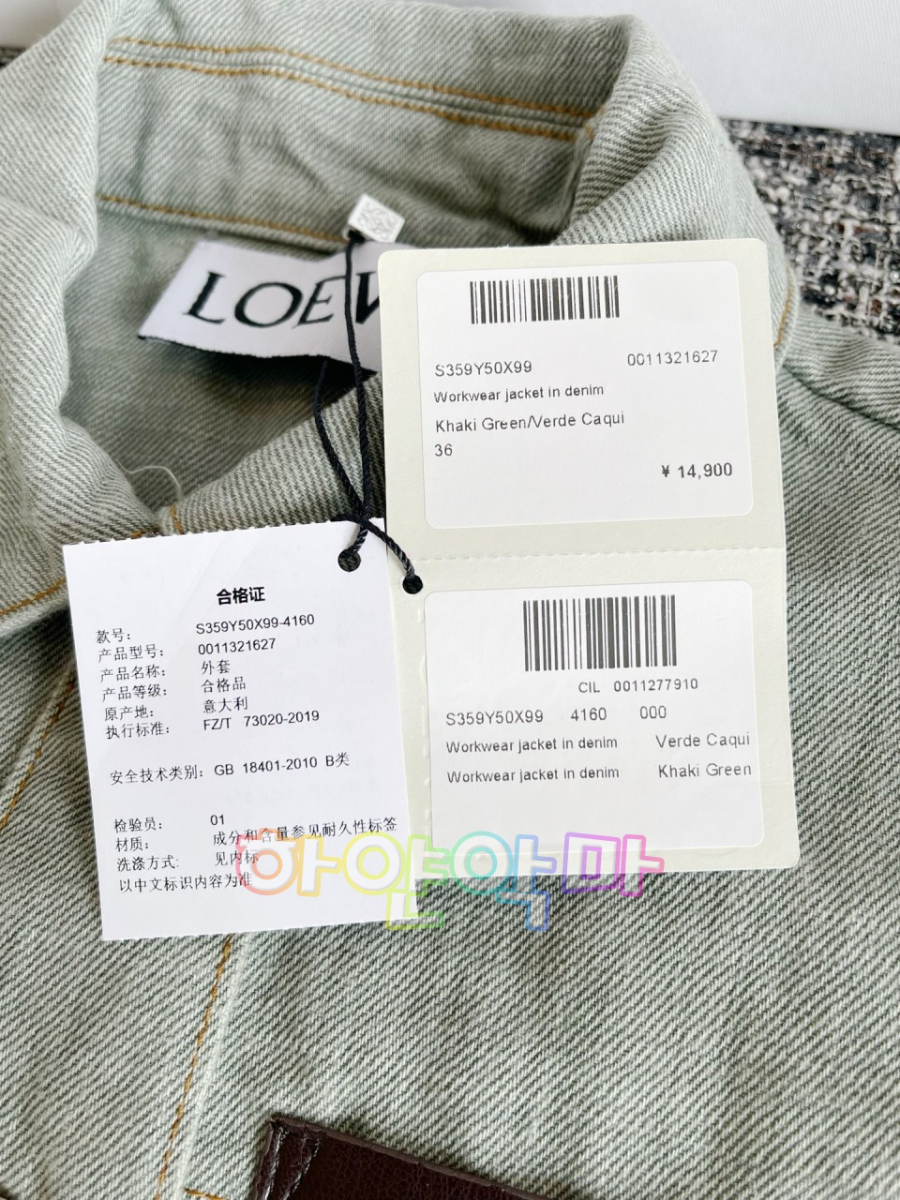 LOEW
S359Y50X99 0011321627
Workwear jacket in denim
Khaki Green/Verde Caqui
36
¥ 14,900
CIL 0011277910
S359Y50X99 4160 000
Workwear jacket in denim Verde Caqui
Workwear jacket in denim Khaki Green
合格证
款号: S359Y50X99-4160
产品型号: 0011321627
产品名称: 外套
产品等级: 合格品
原产地: 意大利
执行标准: FZ/T 73020-2019
安全技术类别: GB 18401-2010 B类
检验员: 01
材质: 成分和含量参见耐久性标签
洗涤方式: 见内标
以中文标识内容为准
하얀악마